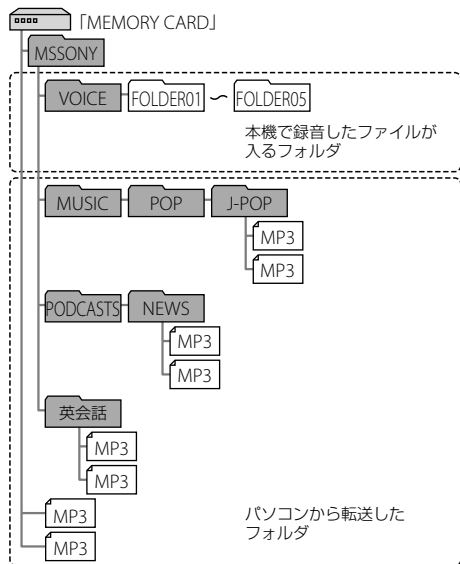 「MEMORY CARD」
MSSONY
VOICE FOLDER01 〜 FOLDER05
本機で録音したファイルが
入るフォルダ
MUSIC POP J-POP
MP3
MP3
PODCASTS NEWS
MP3
MP3
英会話
MP3
MP3
MP3
MP3
パソコンから転送した
フォルダ